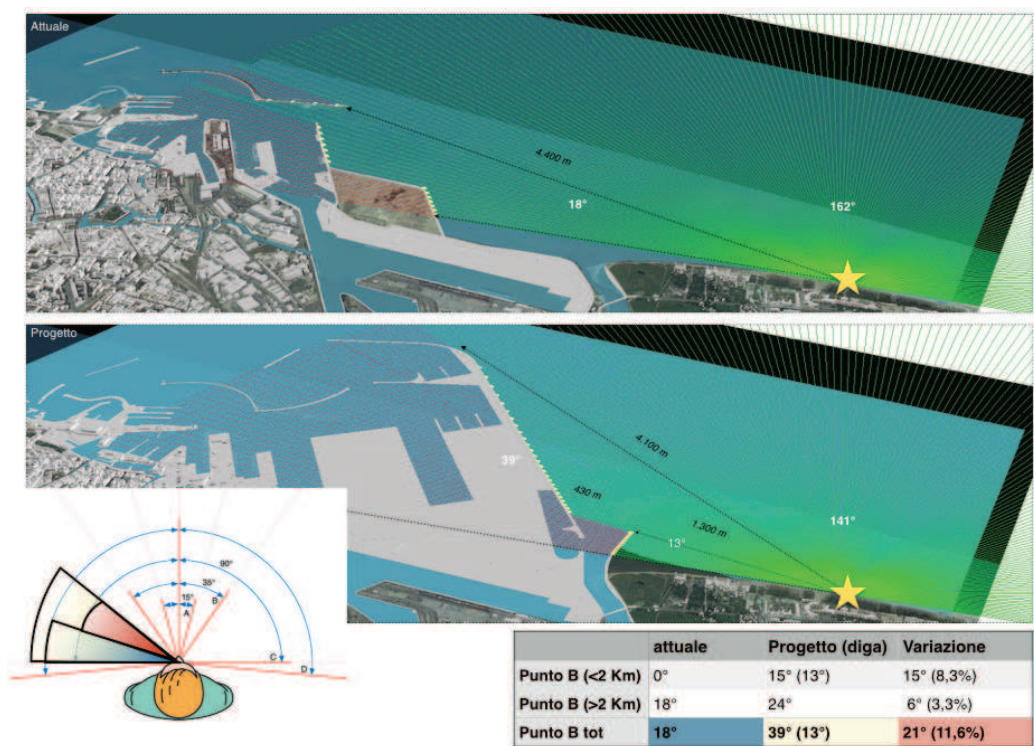 Attuale
4.400 m
18°
162°
Progetto
4.100 m
39°
430 m
141°
1.300 m
13°
90°
35°
15°
B
A
C
D
attuale Progetto (diga) Variazione
Punto B (<2 Km) 0° 15° (13°) 15° (8,3%)
Punto B (>2 Km) 18° 24° 6° (3,3%)
Punto B tot 18° 39° (13°) 21° (11,6%)